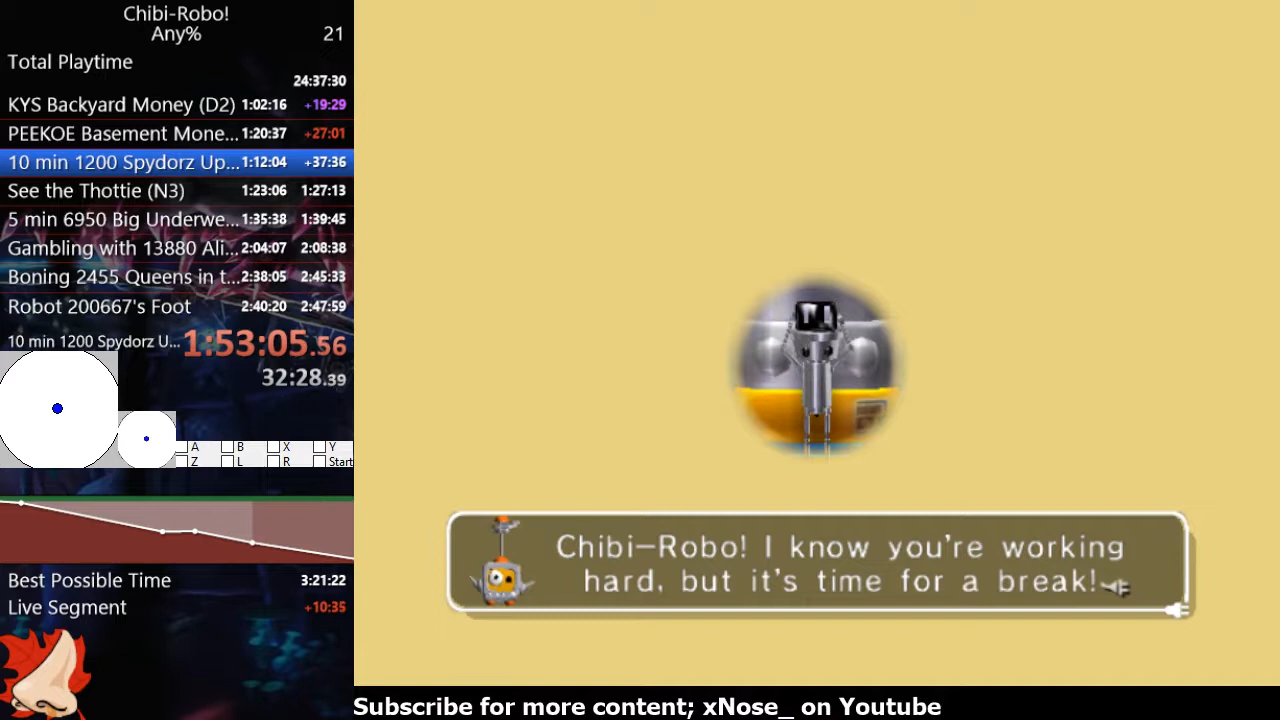 Chibi-Robo!
Any% 21
Total Playtime
24:37:30
KYS Backyard Money (D2) 1:02:16 +19:29
PEEKOE Basement Mone... 1:20:37 +27:01
10 min 1200 Spydorz Up... 1:12:04 +37:36
See the Thottie (N3) 1:23:06 1:27:13
5 min 6950 Big Underwe... 1:35:38 1:39:45
Gambling with 13880 Ali... 2:04:07 2:08:38
Boning 2455 Queens in t... 2:38:05 2:45:33
Robot 200667's Foot 2:40:20 2:47:59
10 min 1200 Spydorz U... 1:53:05.56
32:28.39
A B X Y
Z L R Start
Best Possible Time 3:21:22
Live Segment +10:35
Chibi-Robo! I know you're working
hard, but it's time for a break!
Subscribe for more content; xNose_ on Youtube